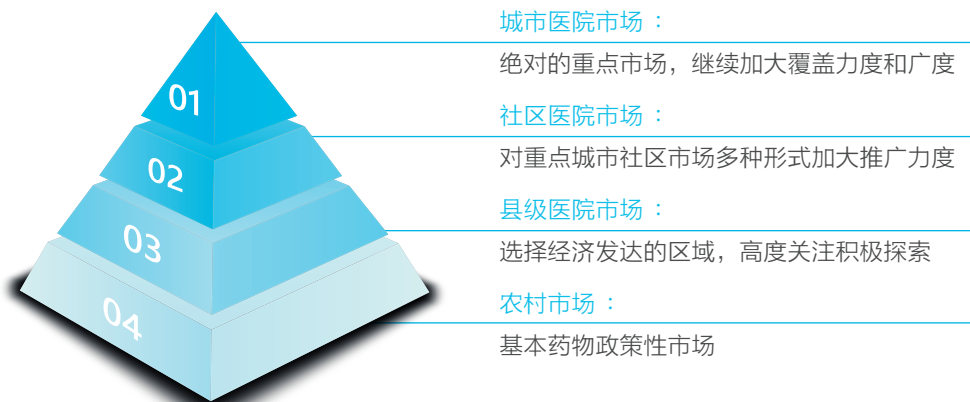 01
城市医院市场：
绝对的重点市场，继续加大覆盖力度和广度
02
社区医院市场：
对重点城市社区市场多种形式加大推广力度
03
县级医院市场：
选择经济发达的区域，高度关注积极探索
04
农村市场：
基本药物政策性市场